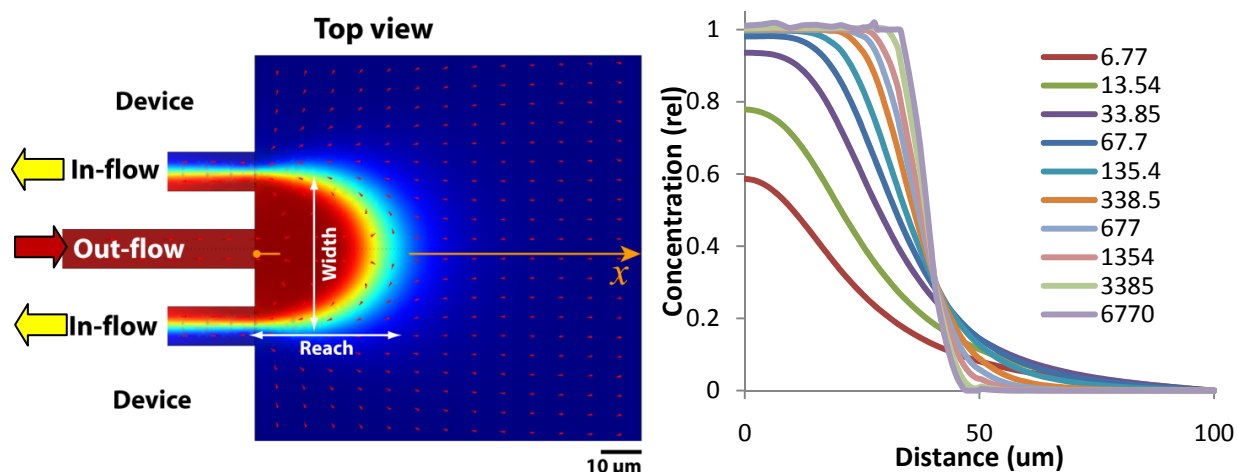 Top view
Device
In-flow
Out-flow
In-flow
Device
Width
Reach
x
10 µm
Concentration (rel)
1
0.8
0.6
0.4
0.2
0
0
50
100
Distance (um)
6.77
13.54
33.85
67.7
135.4
338.5
677
1354
3385
6770